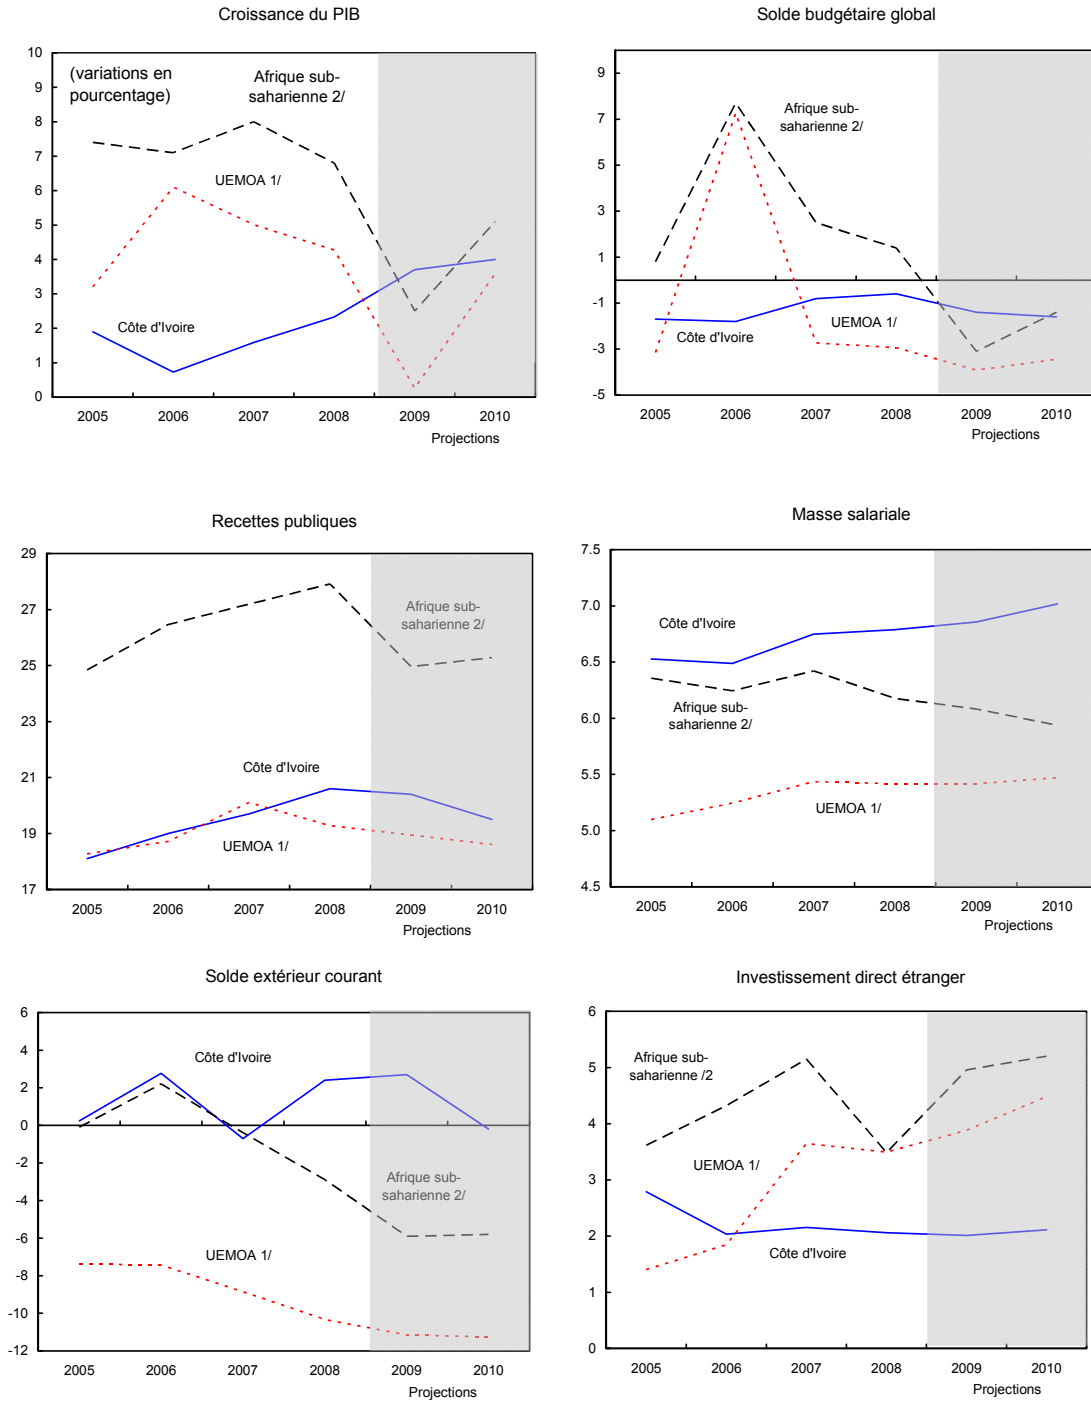 Croissance du PIB
10
9
8
7
6
5
4
3
2
1
0
(variations en
pourcentage)
Afrique sub-
saharienne 2/
UEMOA 1/
Côte d'Ivoire
2005 2006 2007 2008 2009 2010
Projections
Solde budgétaire global
9
7
5
3
1
-1
-3
-5
Afrique sub-
saharienne 2/
UEMOA 1/
Côte d'Ivoire
2005 2006 2007 2008 2009 2010
Projections
Recettes publiques
29
27
25
23
21
19
17
Afrique sub-
saharienne 2/
Côte d'Ivoire
UEMOA 1/
2005 2006 2007 2008 2009 2010
Projections
Masse salariale
7.5
7.0
6.5
6.0
5.5
5.0
4.5
Côte d'Ivoire
Afrique sub-
saharienne 2/
UEMOA 1/
2005 2006 2007 2008 2009 2010
Projections
Solde extérieur courant
6
4
2
0
-2
-4
-6
-8
-10
-12
Côte d'Ivoire
Afrique sub-
saharienne 2/
UEMOA 1/
2005 2006 2007 2008 2009 2010
Projections
Investissement direct étranger
6
5
4
3
2
1
0
Afrique sub-
saharienne /2
UEMOA 1/
Côte d'Ivoire
2005 2006 2007 2008 2009 2010
Projections